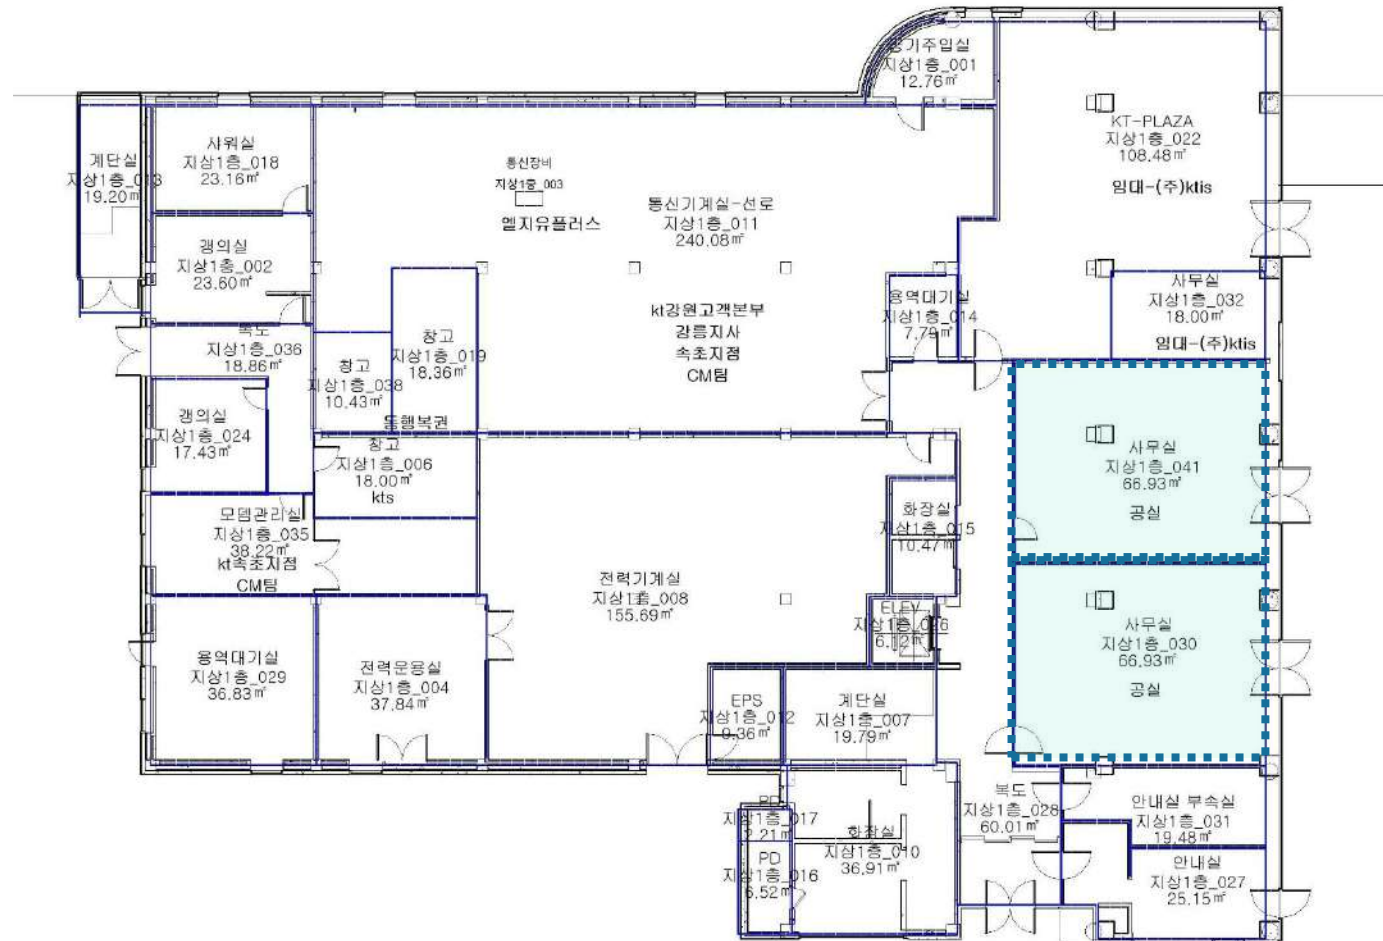 공기주입실
지상1층_001
12.76㎡
KT-PLAZA
지상1층_022
108.48㎡
임대-(주)ktis
계단실
지상1층_013
19.20㎡
샤워실
지상1층_018
23.16㎡
통신장비
지상1층_003
엘지유플러스
통신기계실-선로
지상1층_011
240.08㎡
갱의실
지상1층_002
23.60㎡
사무실
지상1층_032
18.00㎡
임대-(주)ktis
용역대기실
지상1층_014
7.79㎡
kt강원고객본부
강릉지사
속초지점
CM팀
복도
지상1층_036
18.86㎡
창고
지상1층_019
18.36㎡
창고
지상1층_038
10.43㎡
동행복권
갱의실
지상1층_024
17.43㎡
창고
지상1층_006
18.00㎡
kts
사무실
지상1층_041
66.93㎡
공실
모뎀관리실
지상1층_035
38.22㎡
kt속초지점
CM팀
화장실
지상1층_015
10.47㎡
전력기계실
지상1층_008
155.69㎡
ELEV
지상1층_026
6.12㎡
사무실
지상1층_030
66.93㎡
공실
용역대기실
지상1층_029
36.83㎡
전력운용실
지상1층_004
37.84㎡
EPS
지상1층_012
9.36㎡
계단실
지상1층_007
19.79㎡
PD
지상1층_017
2.21㎡
PD
지상1층_016
6.52㎡
화장실
지상1층_010
36.91㎡
복도
지상1층_028
60.01㎡
안내실 부속실
지상1층_031
19.48㎡
안내실
지상1층_027
25.15㎡